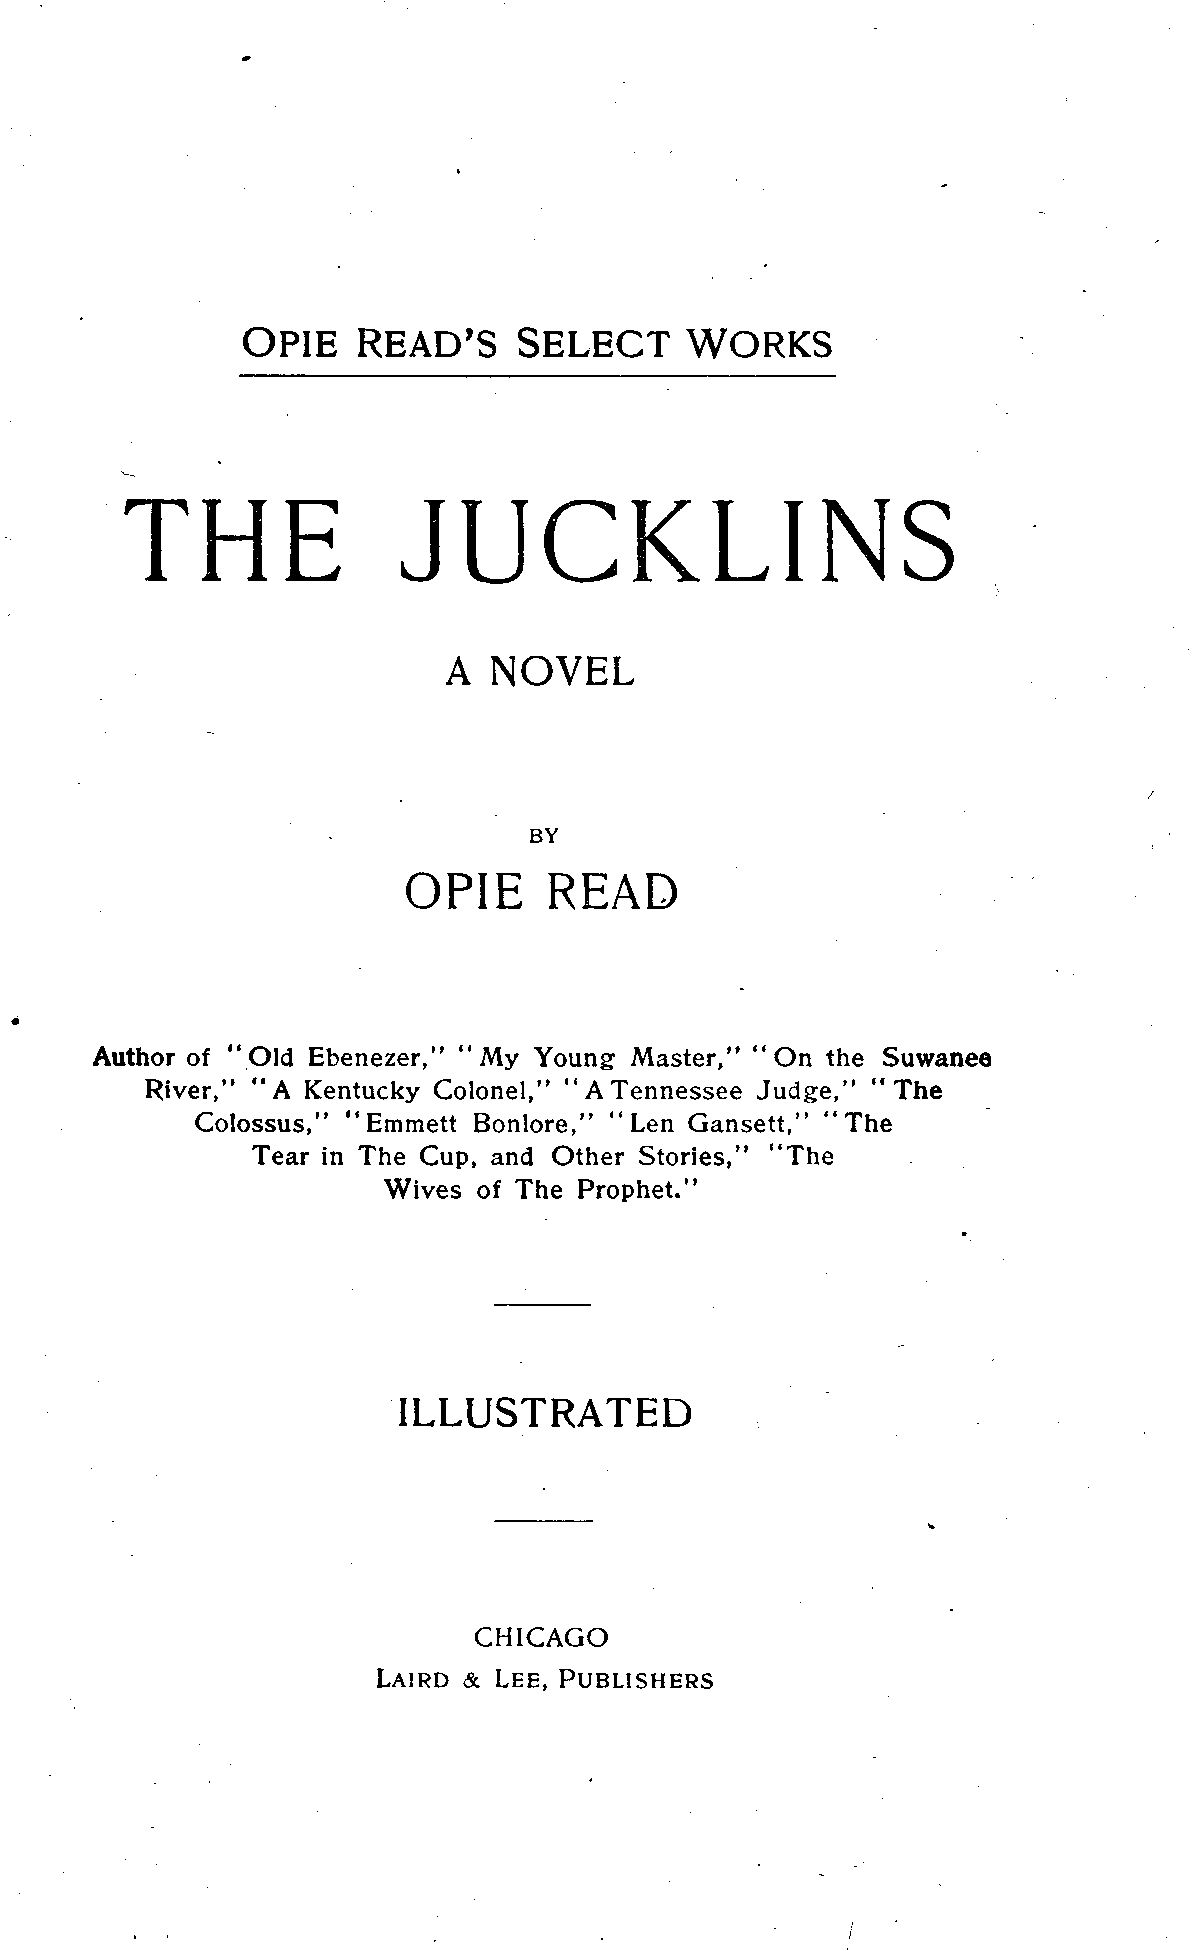 OPIE READ'S SELECT WORKS
THE JUCKLINS
A NOVEL
BY
OPIE READ
Author of "Old Ebenezer," "My Young Master," "On the Suwanee
River," "A Kentucky Colonel," "A Tennessee Judge," "The
Colossus," "Emmett Bonlore," "Len Gansett," "The
Tear in The Cup, and Other Stories," "The
Wives of The Prophet."
ILLUSTRATED
CHICAGO
LAIRD & LEE, PUBLISHERS